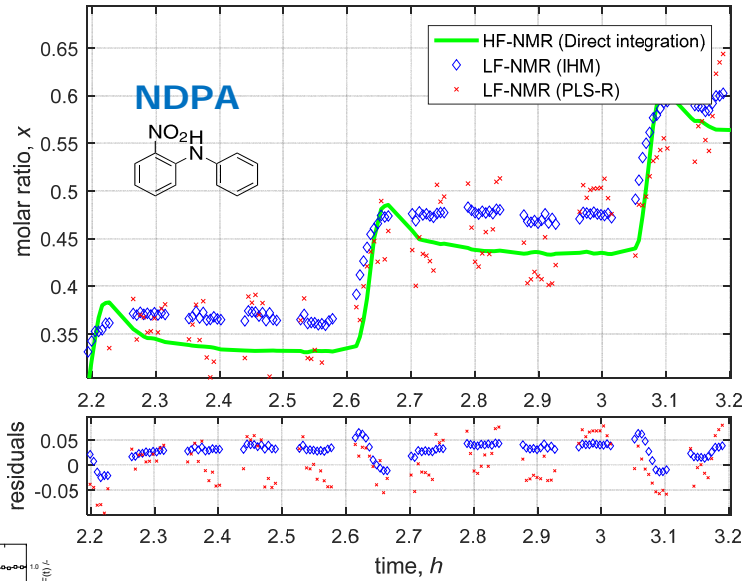 HF-NMR (Direct integration)
LF-NMR (IHM)
LF-NMR (PLS-R)
NDPA
NO2
H
N
molar ratio, x
0.65
0.6
0.55
0.5
0.45
0.4
0.35
2.2 2.3 2.4 2.5 2.6 2.7 2.8 2.9 3 3.1 3.2
residuals
0.05
0
-0.05
2.2 2.3 2.4 2.5 2.6 2.7 2.8 2.9 3 3.1 3.2
time, h
1.0
F(t) /-